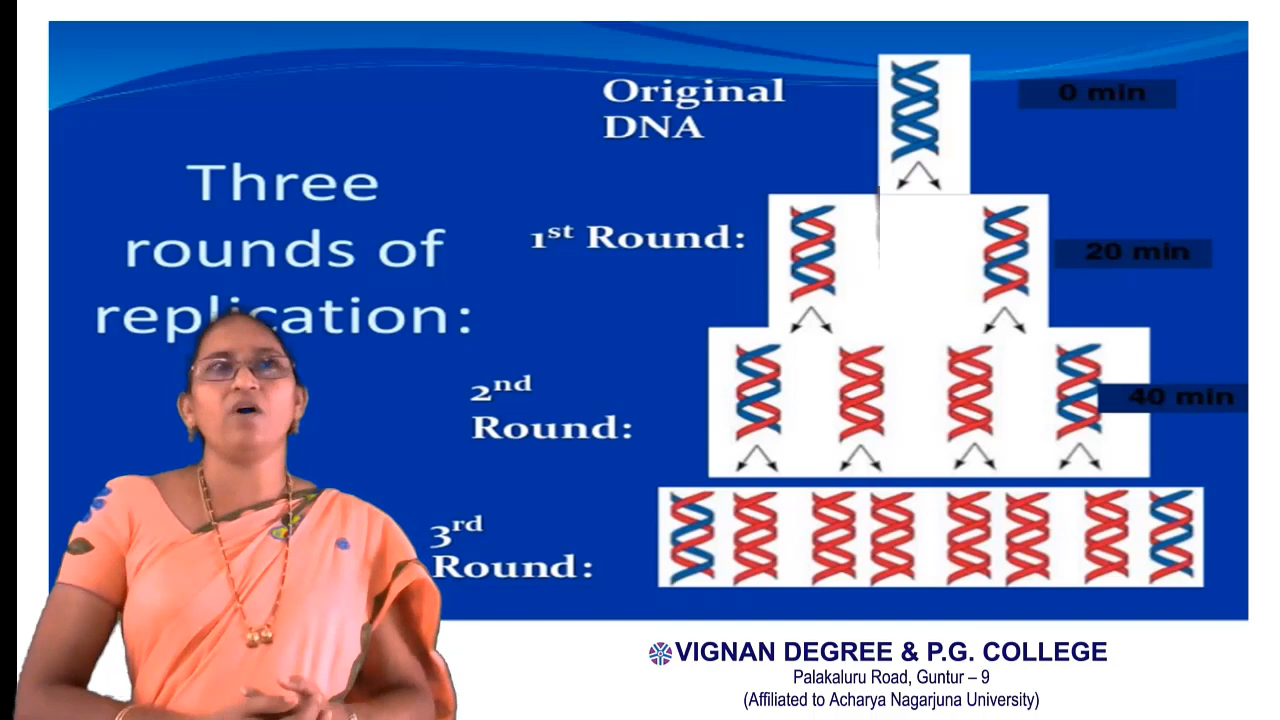 Three
rounds of
replication:
Original
DNA
0 min
1st Round:
20 min
2nd
Round:
40 min
3rd
Round:
VIGNAN DEGREE & P.G. COLLEGE
Palakaluru Road, Guntur – 9
(Affiliated to Acharya Nagarjuna University)